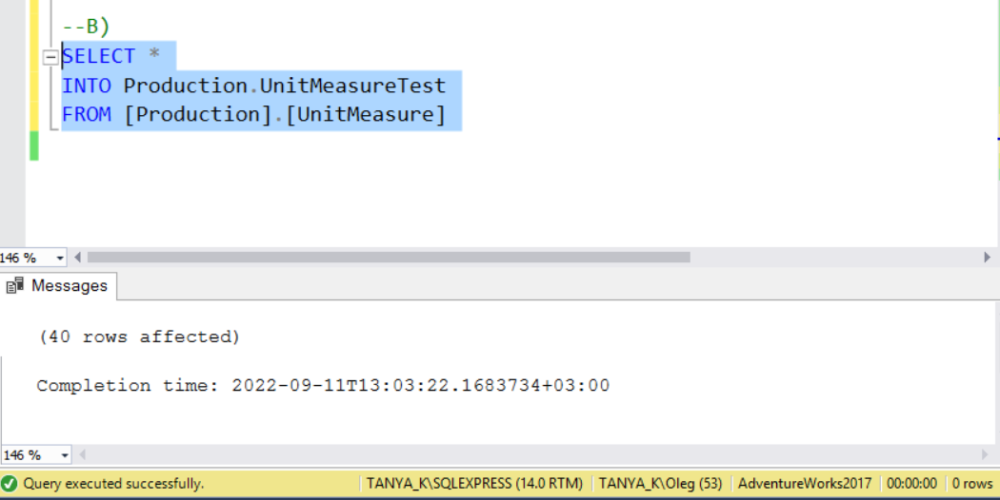 --B)
SELECT *
INTO Production.UnitMeasureTest
FROM [Production].[UnitMeasure]
146 %
Messages
(40 rows affected)
Completion time: 2022-09-11T13:03:22.1683734+03:00
146 %
Query executed successfully. TANYA_K\SQLEXPRESS (14.0 RTM) TANYA_K\Oleg (53) AdventureWorks2017 00:00:00 0 rows